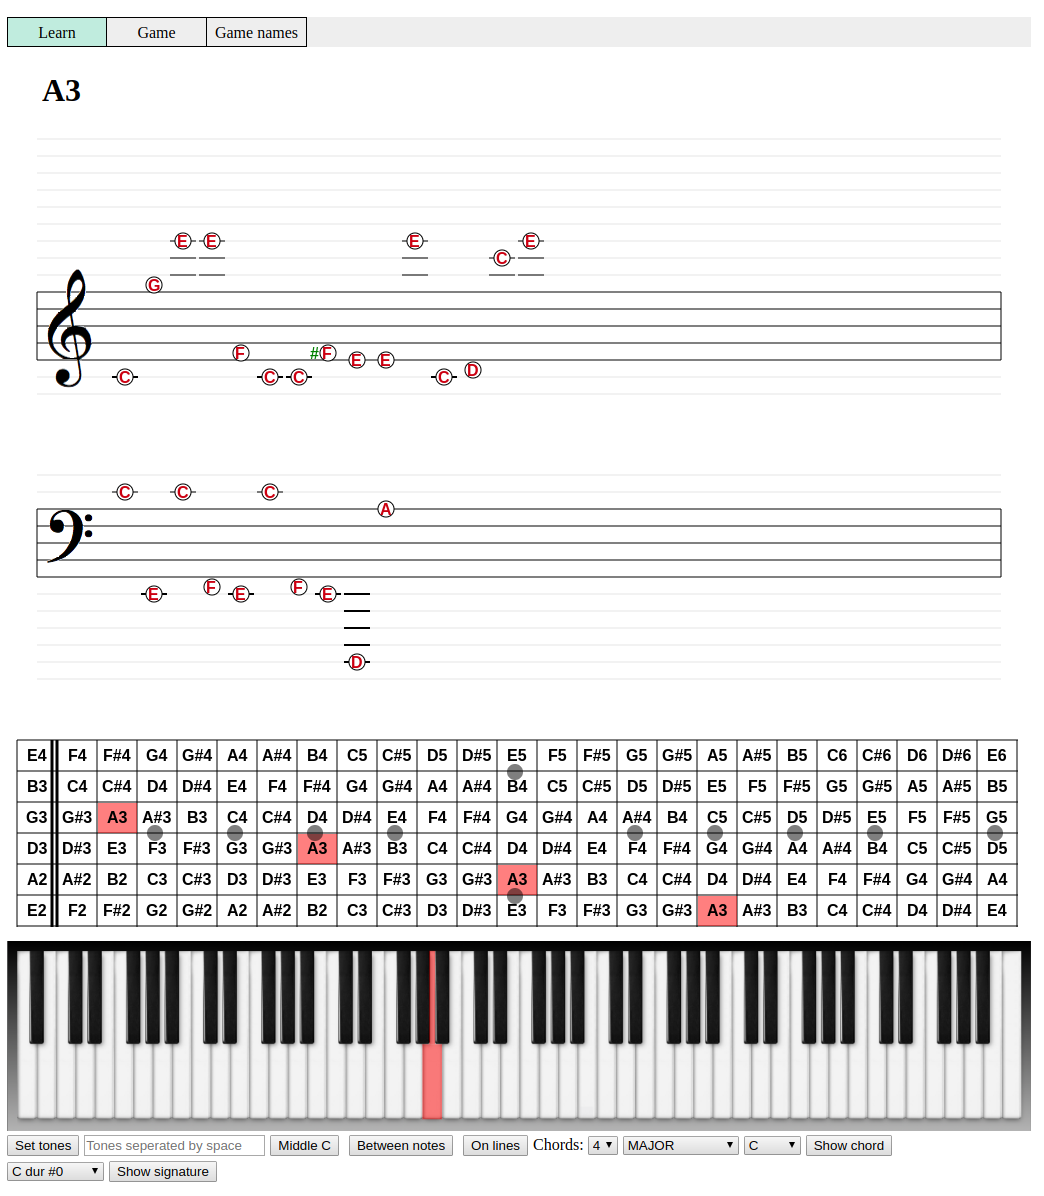 Learn Game Game names
A3
E E E E
C
G
F #F
E E
D
C C C C
C C C
A
F F
E E E
D
E4 F4 F#4 G4 G#4 A4 A#4 B4 C5 C#5 D5 D#5 E5 F5 F#5 G5 G#5 A5 A#5 B5 C6 C#6 D6 D#6 E6
B3 C4 C#4 D4 D#4 E4 F4 F#4 G4 G#4 A4 A#4 B4 C5 C#5 D5 D#5 E5 F5 F#5 G5 G#5 A5 A#5 B5
G3 G#3 A3 A#3 B3 C4 C#4 D4 D#4 E4 F4 F#4 G4 G#4 A4 A#4 B4 C5 C#5 D5 D#5 E5 F5 F#5 G5
D3 D#3 E3 F3 F#3 G3 G#3 A3 A#3 B3 C4 C#4 D4 D#4 E4 F4 F#4 G4 G#4 A4 A#4 B4 C5 C#5 D5
A2 A#2 B2 C3 C#3 D3 D#3 E3 F3 F#3 G3 G#3 A3 A#3 B3 C4 C#4 D4 D#4 E4 F4 F#4 G4 G#4 A4
E2 F2 F#2 G2 G#2 A2 A#2 B2 C3 C#3 D3 D#3 E3 F3 F#3 G3 G#3 A3 A#3 B3 C4 C#4 D4 D#4 E4
Set tones Tones seperated by space Middle C Between notes On lines Chords: 4 MAJOR C Show chord
C dur #0 Show signature